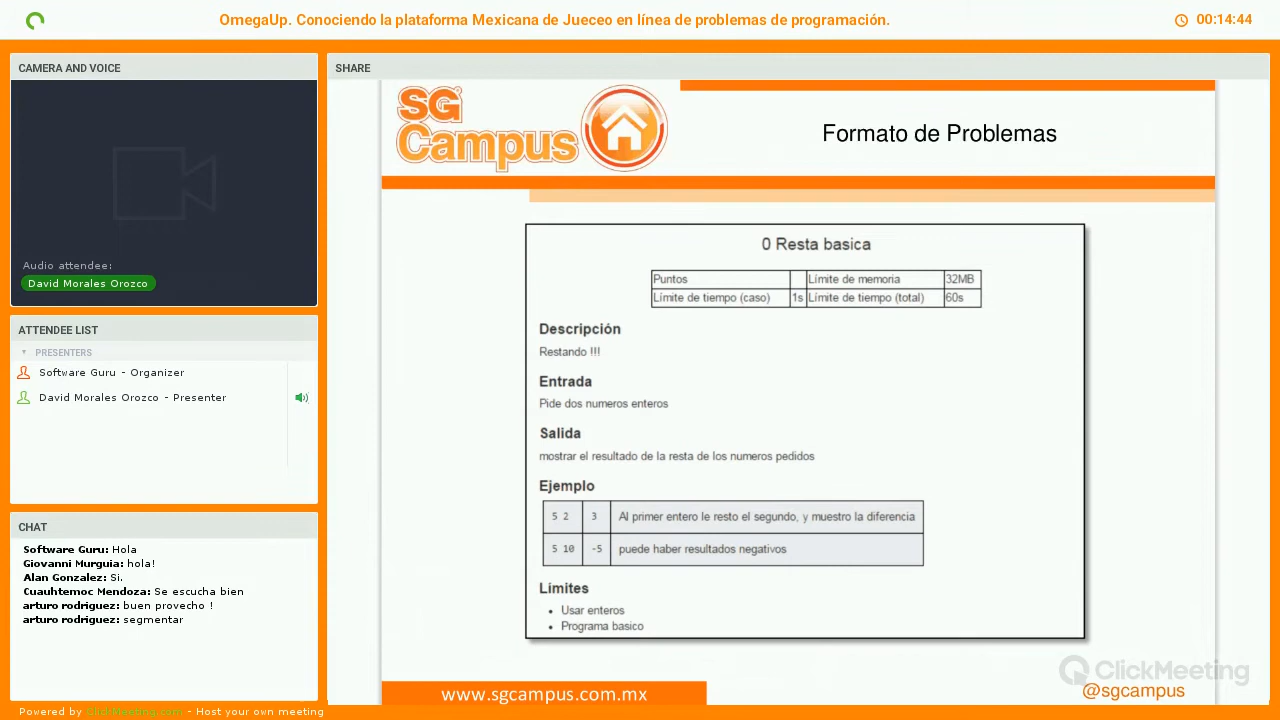 OmegaUp. Conociendo la plataforma Mexicana de Jueceo en línea de problemas de programación.
00:14:44
CAMERA AND VOICE
Audio attendee:
David Morales Orozco
ATTENDEE LIST
PRESENTERS
Software Guru - Organizer
David Morales Orozco - Presenter
CHAT
Software Guru: Hola
Giovanni Murguia: hola!
Alan Gonzalez: Si.
Cuauhtemoc Mendoza: Se escucha bien
arturo rodriguez: buen provecho !
arturo rodriguez: segmentar
Powered by ClickMeeting.com - Host your own meeting
SHARE
SG
Campus
Formato de Problemas
0 Resta basica
Puntos Límite de memoria 32MB
Límite de tiempo (caso) 1s Límite de tiempo (total) 60s
Descripción
Restando !!!
Entrada
Pide dos numeros enteros
Salida
mostrar el resultado de la resta de los numeros pedidos
Ejemplo
5 2 3 Al primer entero le resto el segundo, y muestro la diferencia
5 10 -5 puede haber resultados negativos
Limites
• Usar enteros
• Programa basico
ClickMeeting
www.sgcampus.com.mx
@sgcampus